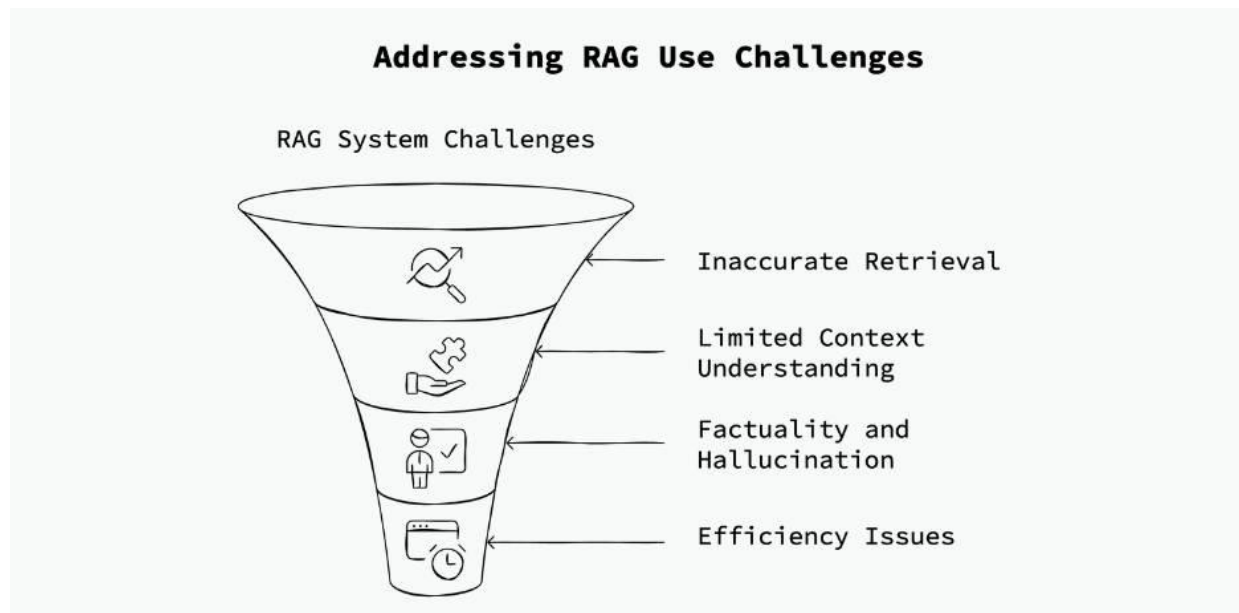 Addressing RAG Use Challenges
RAG System Challenges
Inaccurate Retrieval
Limited Context
Understanding
Factuality and
Hallucination
Efficiency Issues